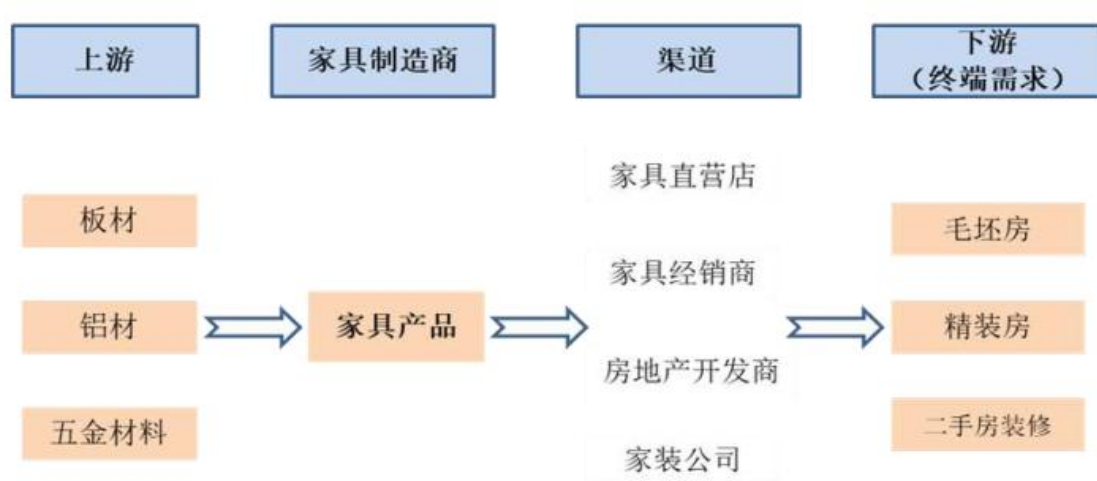 上游
家具制造商
渠道
下游
（终端需求）
板材
铝材
五金材料
家具产品
家具直营店
家具经销商
房地产开发商
家装公司
毛坯房
精装房
二手房装修